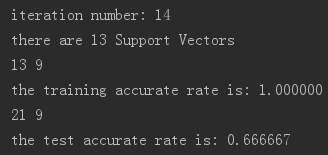 iteration number: 14
there are 13 Support Vectors
13 9
the training accurate rate is: 1.000000
21 9
the test accurate rate is: 0.666667